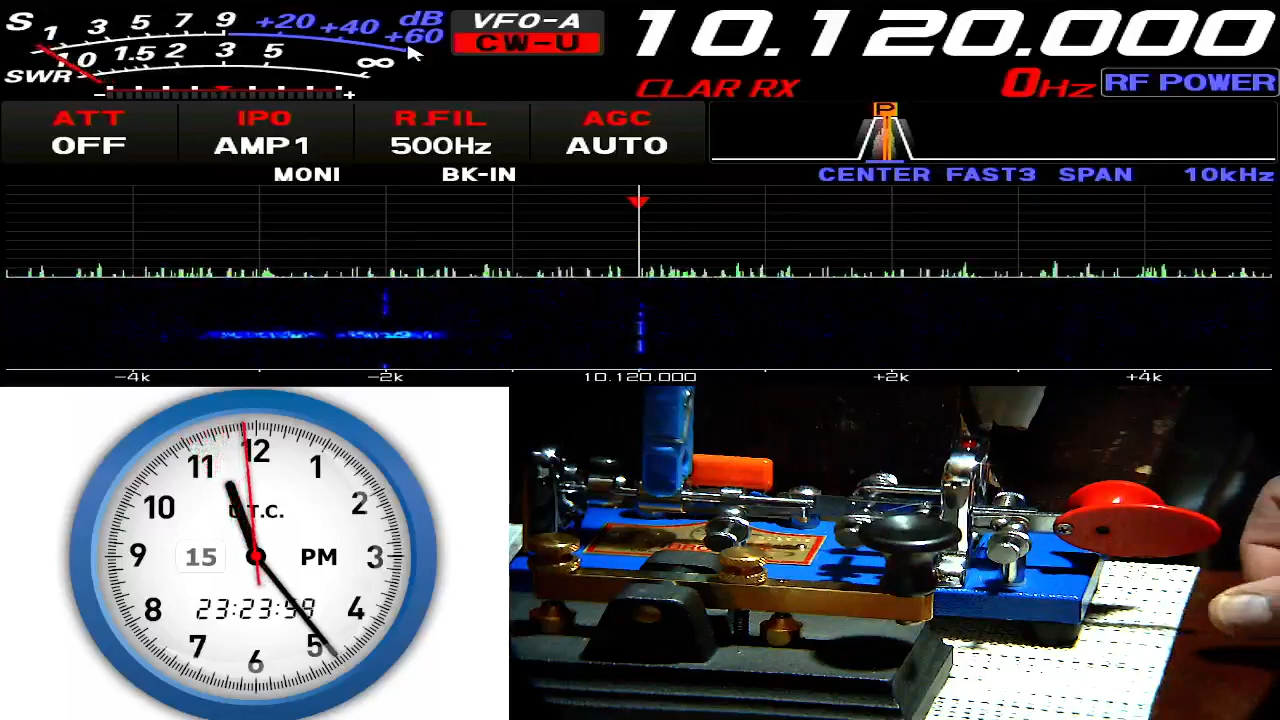 S 1 3 5 7 9 +20 +40 +60 dB
SWR 0 1.5 2 3 5 ∞
− +
VFO-A
CW-U
10.120.000
CLAR RX 0Hz RF POWER
ATT IPO R.FIL AGC
OFF AMP1 500Hz AUTO
P
MONI BK-IN CENTER FAST3 SPAN 10kHz
-4k -2k 10.120.000 +2k +4k
12
11 1
10 2
U.T.C.
9 15 PM 3
8 23:23:59 4
7 5
6